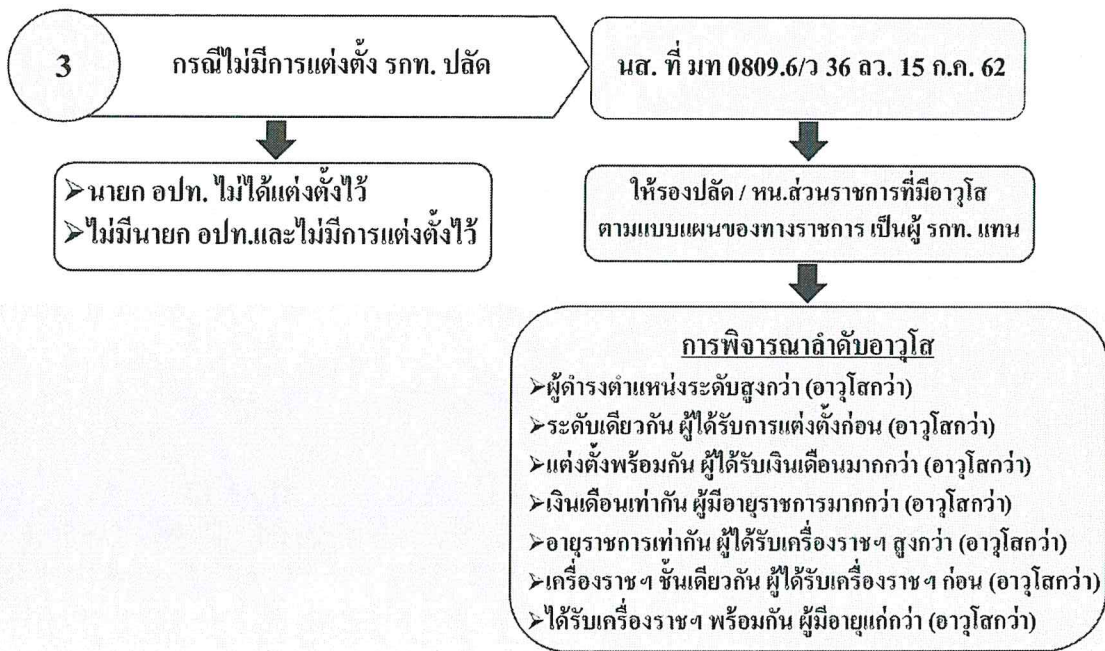 3
กรณีไม่มีการแต่งตั้ง รกท. ปลัด
นส. ที่ มท 0809.6/ว 36 ลว. 15 ก.ค. 62
➢นายก อปท. ไม่ได้แต่งตั้งไว้
➢ไม่มีนายก อปท.และไม่มีการแต่งตั้งไว้
ให้รองปลัด / หน.ส่วนราชการที่มีอาวุโส
ตามแบบแผนของทางราชการ เป็นผู้ รกท. แทน
การพิจารณาลำดับอาวุโส
➢ผู้ดำรงตำแหน่งระดับสูงกว่า (อาวุโสกว่า)
➢ระดับเดียวกัน ผู้ได้รับการแต่งตั้งก่อน (อาวุโสกว่า)
➢แต่งตั้งพร้อมกัน ผู้ได้รับเงินเดือนมากกว่า (อาวุโสกว่า)
➢เงินเดือนเท่ากัน ผู้มีอายุราชการมากกว่า (อาวุโสกว่า)
➢อายุราชการเท่ากัน ผู้ได้รับเครื่องราชฯ สูงกว่า (อาวุโสกว่า)
➢เครื่องราชฯ ชั้นเดียวกัน ผู้ได้รับเครื่องราชฯ ก่อน (อาวุโสกว่า)
➢ได้รับเครื่องราชฯ พร้อมกัน ผู้มีอายุแก่กว่า (อาวุโสกว่า)